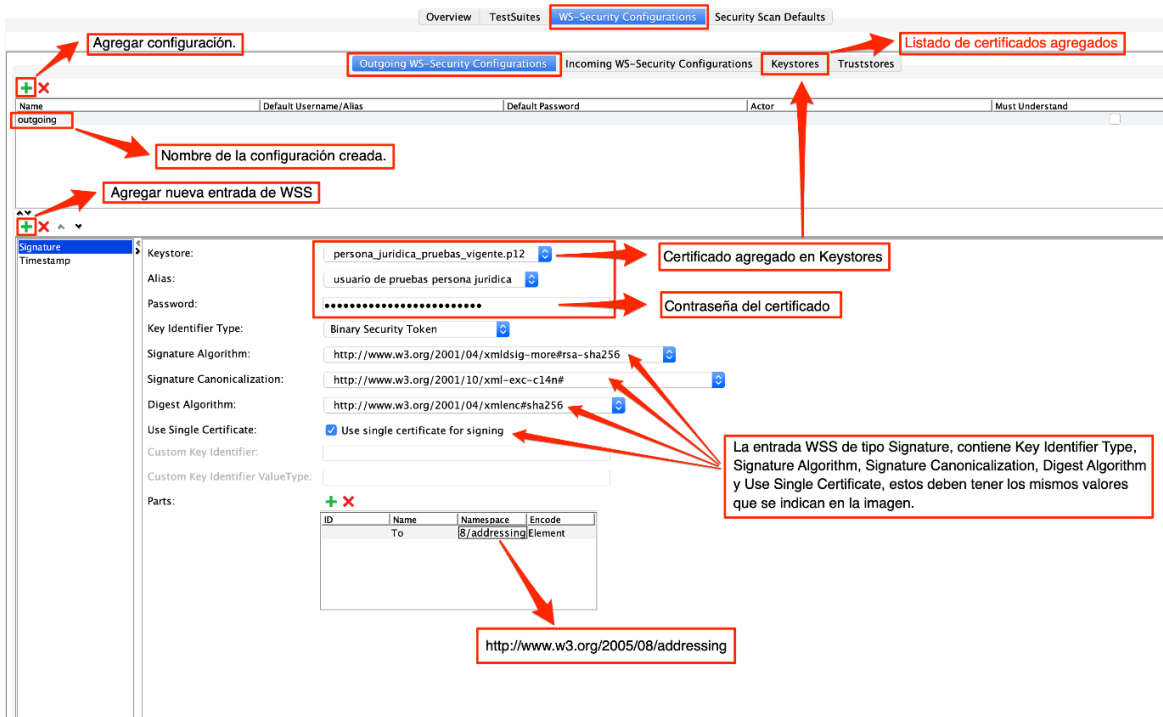 Overview TestSuites WS-Security Configurations Security Scan Defaults
Agregar configuración.
Listado de certificados agregados
Outgoing WS-Security Configurations Incoming WS-Security Configurations Keystores Truststores
Name Default Username/Alias Default Password Actor Must Understand
outgoing
Nombre de la configuración creada.
Agregar nueva entrada de WSS
Signature
Timestamp
Keystore: persona_juridica_pruebas_vigente.p12
Certificado agregado en Keystores
Alias: usuario de pruebas persona juridica
Password: ●●●●●●●●●●●●●●●●●●●●●●●●●
Contraseña del certificado
Key Identifier Type: Binary Security Token
Signature Algorithm: http://www.w3.org/2001/04/xmldsig-more#rsa-sha256
Signature Canonicalization: http://www.w3.org/2001/10/xml-exc-c14n#
Digest Algorithm: http://www.w3.org/2001/04/xmlenc#sha256
Use Single Certificate: Use single certificate for signing
Custom Key Identifier:
Custom Key Identifier ValueType:
La entrada WSS de tipo Signature, contiene Key Identifier Type,
Signature Algorithm, Signature Canonicalization, Digest Algorithm
y Use Single Certificate, estos deben tener los mismos valores
que se indican en la imagen.
Parts:
ID Name Namespace Encode
To 8/addressing Element
http://www.w3.org/2005/08/addressing